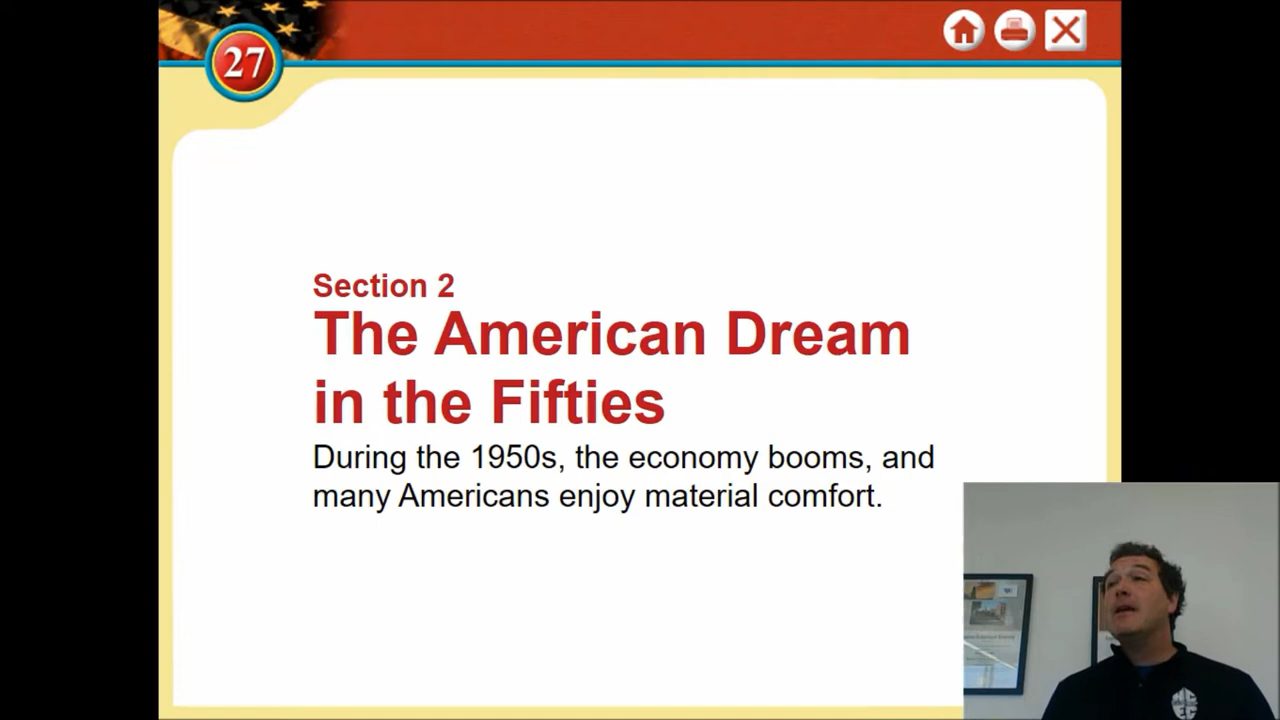 27
Section 2
The American Dream
in the Fifties
During the 1950s, the economy booms, and
many Americans enjoy material comfort.